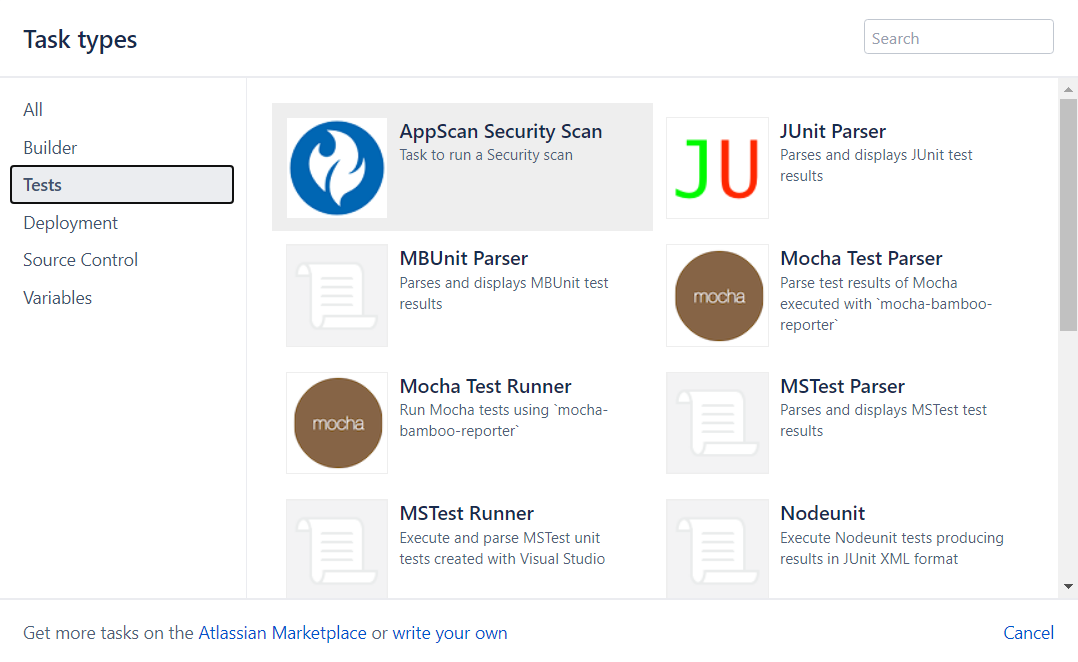 Task types
Search
All
Builder
Tests
Deployment
Source Control
Variables
AppScan Security Scan
Task to run a Security scan
JU
JUnit Parser
Parses and displays JUnit test
results
MBUnit Parser
Parses and displays MBUnit test
results
mocha
Mocha Test Parser
Parse test results of Mocha
executed with `mocha-bamboo-
reporter`
mocha
Mocha Test Runner
Run Mocha tests using `mocha-
bamboo-reporter`
MSTest Parser
Parses and displays MSTest test
results
MSTest Runner
Execute and parse MSTest unit
tests created with Visual Studio
Nodeunit
Execute Nodeunit tests producing
results in JUnit XML format
Get more tasks on the Atlassian Marketplace or write your own
Cancel